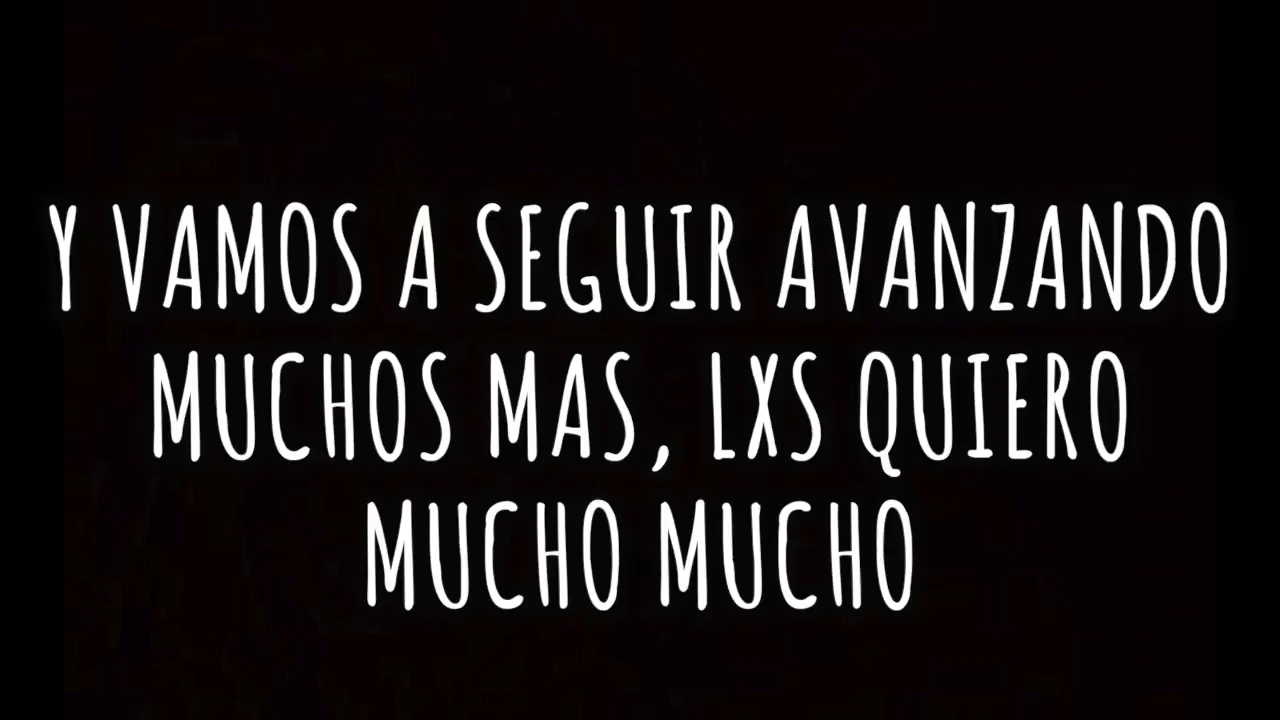 Y VAMOS A SEGUIR AVANZANDO
MUCHOS MAS, LXS QUIERO
MUCHO MUCHO